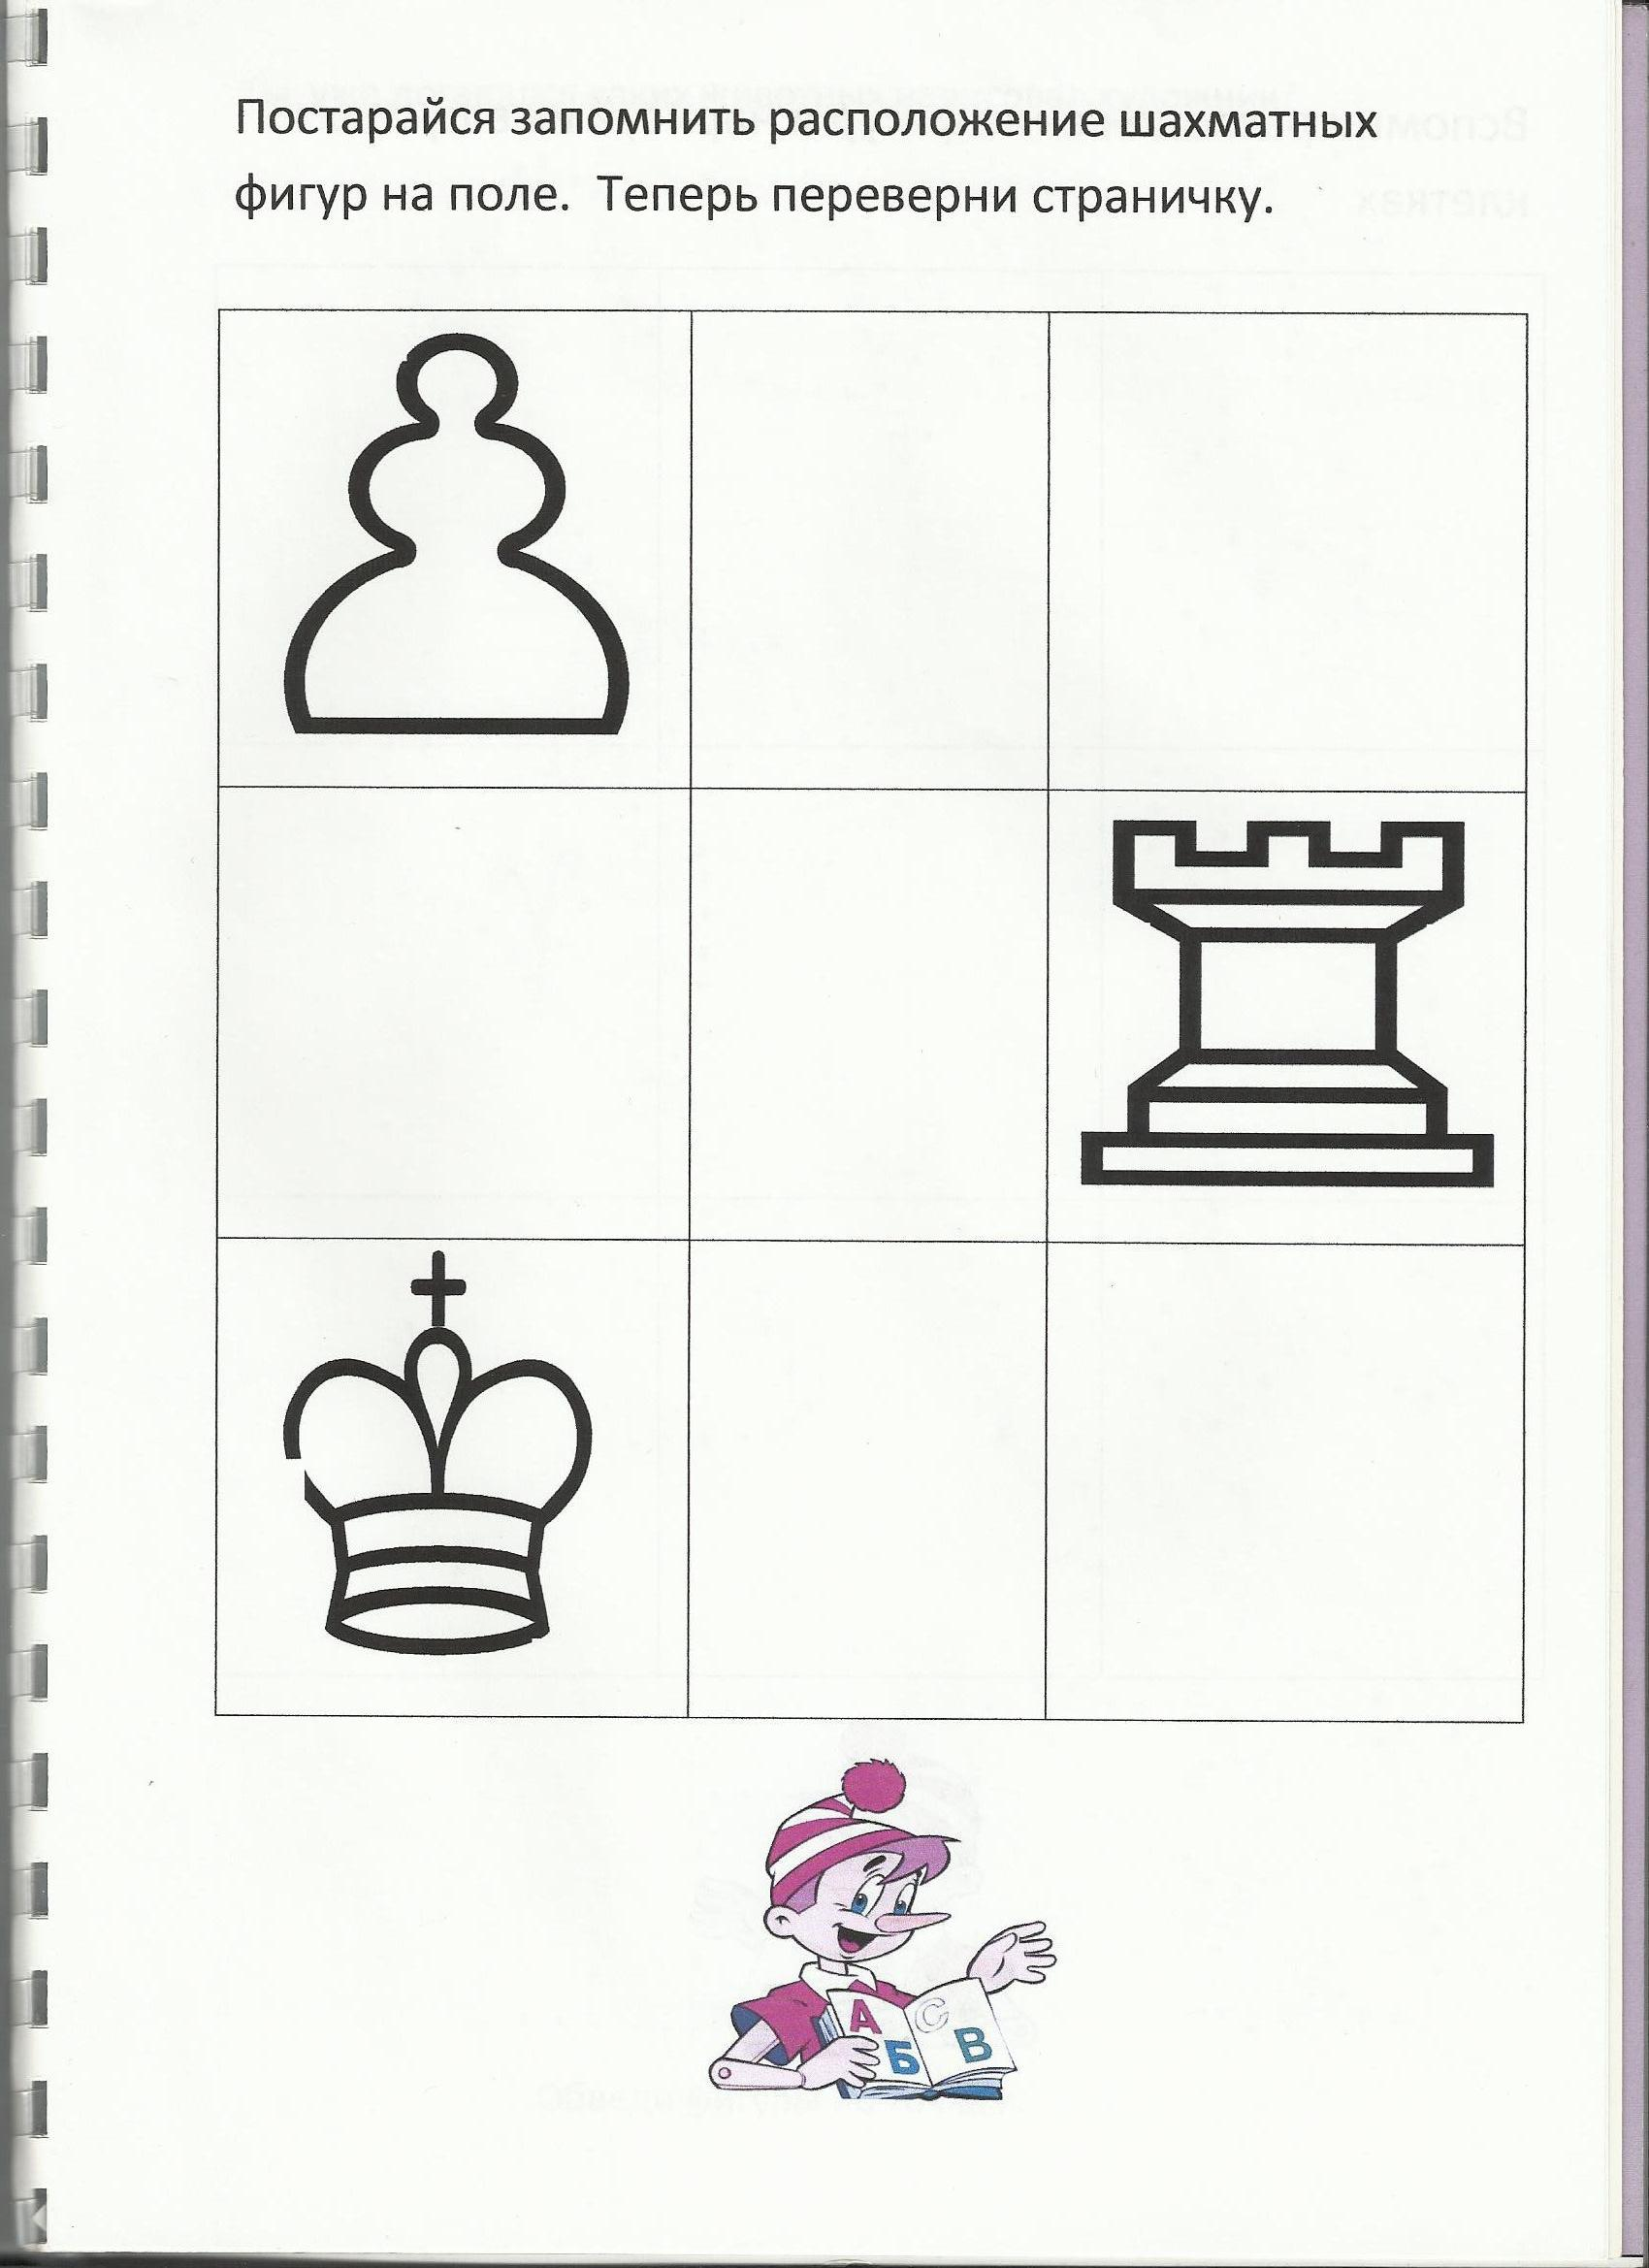 Постарайся запомнить расположение шахматных
фигур на поле.  Теперь переверни страничку.
А С
Б В